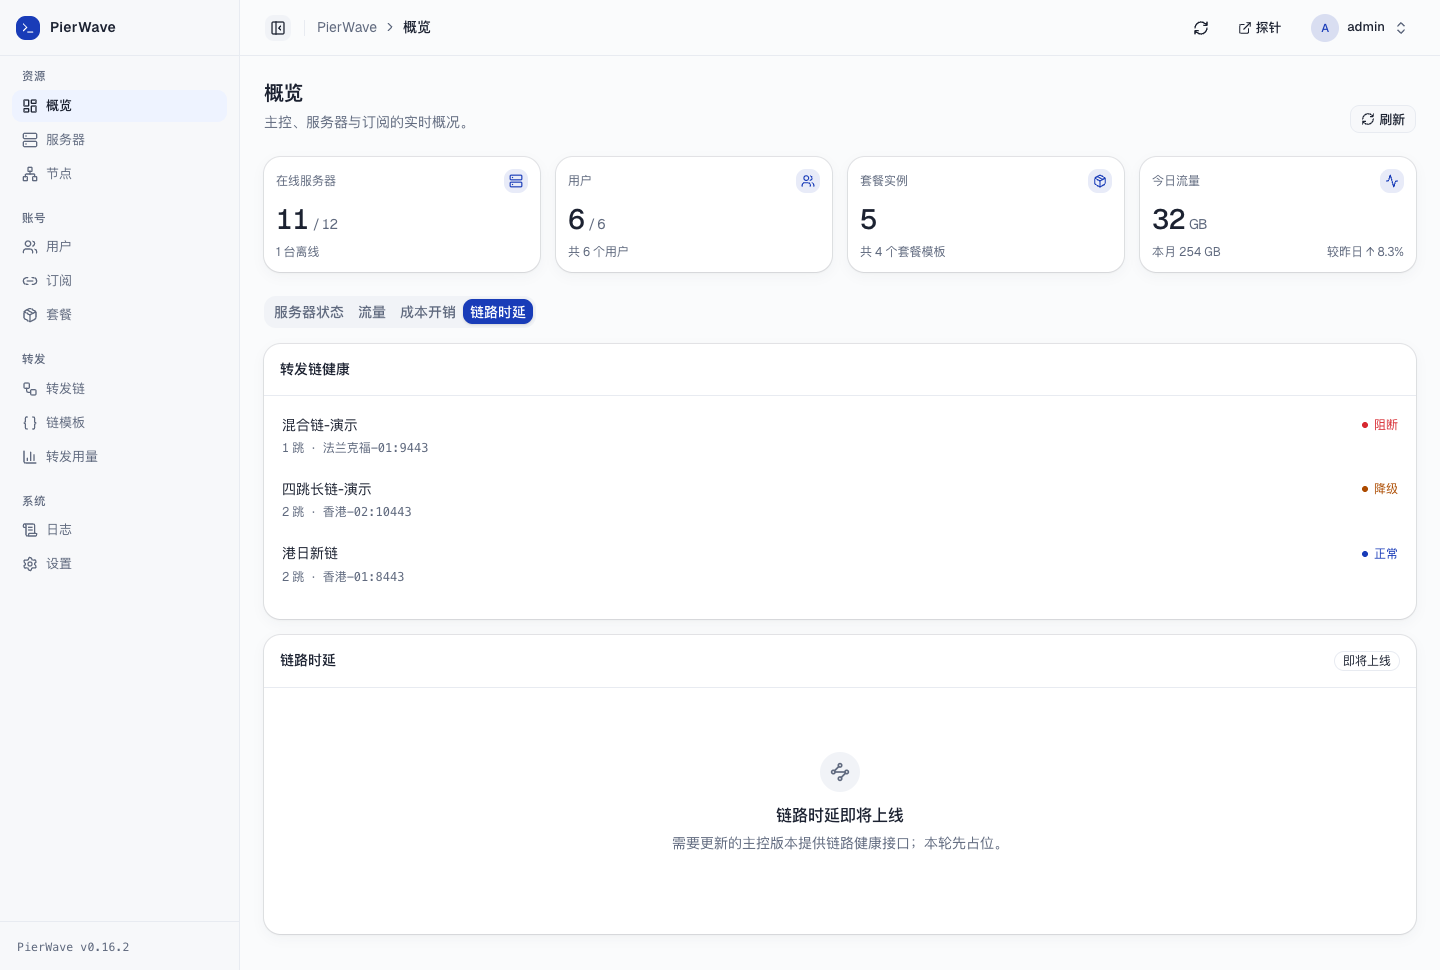 PierWave
PierWave > 概览
探针
A
admin
资源
概览
服务器
节点
账号
用户
订阅
套餐
转发
转发链
链模板
转发用量
系统
日志
设置
PierWave v0.16.2
概览
主控、服务器与订阅的实时概况。
刷新
在线服务器
11 / 12
1 台离线
用户
6 / 6
共 6 个用户
套餐实例
5
共 4 个套餐模板
今日流量
32 GB
本月 254 GB
较昨日 ↑ 8.3%
服务器状态 流量 成本开销 链路时延
转发链健康
混合链-演示
阻断
1 跳 · 法兰克福-01:9443
四跳长链-演示
降级
2 跳 · 香港-02:10443
港日新链
正常
2 跳 · 香港-01:8443
链路时延
即将上线
链路时延即将上线
需要更新的主控版本提供链路健康接口；本轮先占位。